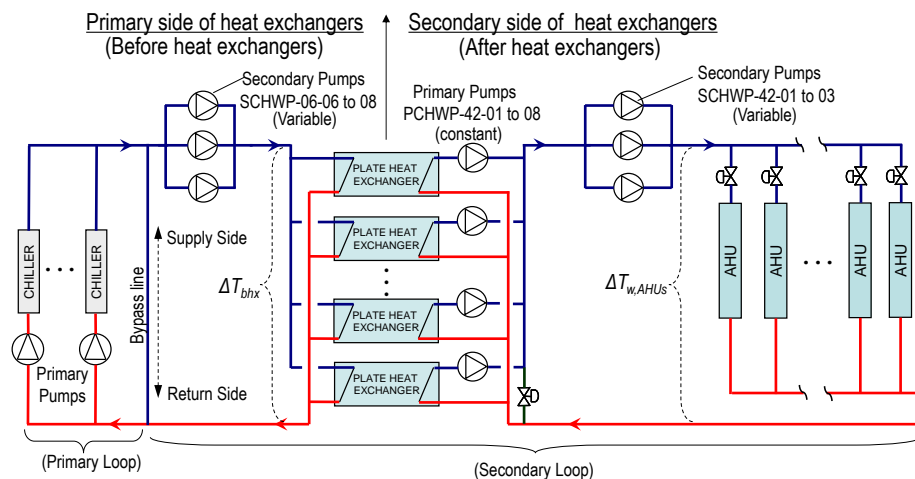 Primary side of heat exchangers
(Before heat exchangers)
Secondary side of heat exchangers
(After heat exchangers)
Secondary Pumps
SCHWP-06-06 to 08
(Variable)
Primary Pumps
PCHWP-42-01 to 08
(constant)
Secondary Pumps
SCHWP-42-01 to 03
(Variable)
PLATE HEAT
EXCHANGER
PLATE HEAT
EXCHANGER
PLATE HEAT
EXCHANGER
PLATE HEAT
EXCHANGER
CHILLER
CHILLER
Primary
Pumps
Bypass line
Supply Side
Return Side
ΔTbhx
ΔTw,AHUs
AHU
AHU
AHU
AHU
(Primary Loop)
(Secondary Loop)